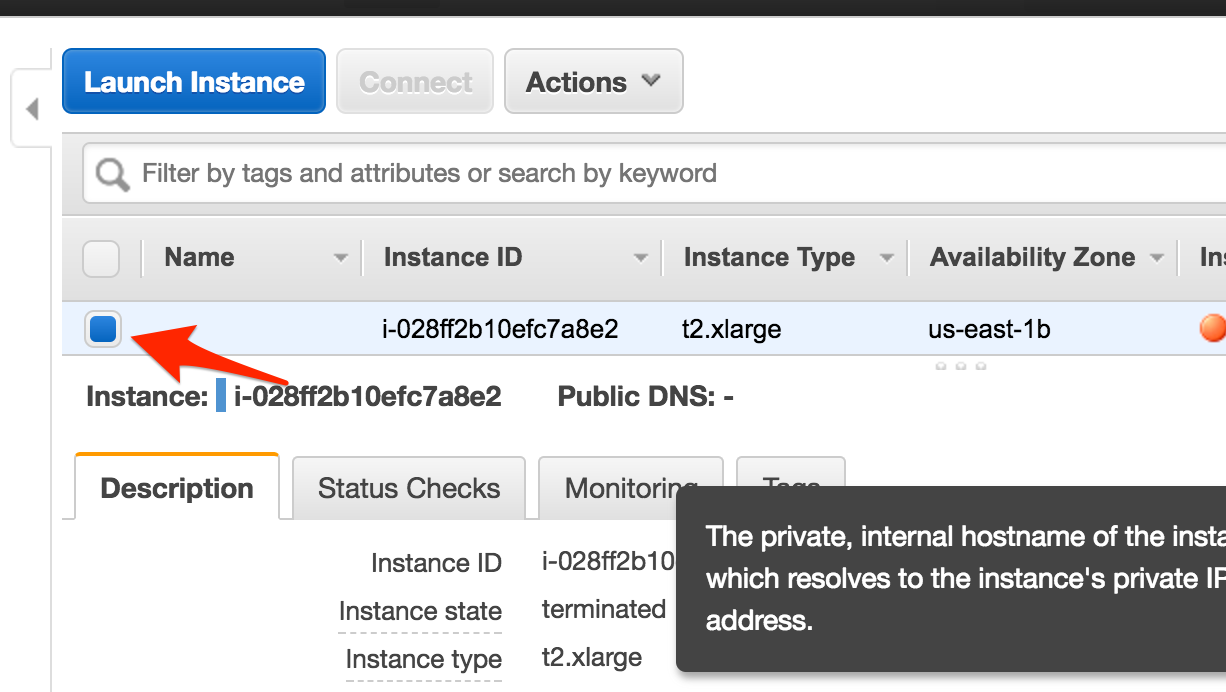 Launch Instance Connect Actions
Filter by tags and attributes or search by keyword
Name Instance ID Instance Type Availability Zone
i-028ff2b10efc7a8e2 t2.xlarge us-east-1b
Instance: i-028ff2b10efc7a8e2 Public DNS: -
Description Status Checks Monitoring Tags
The private, internal hostname of the
which resolves to the instance's private IP
address.
Instance ID i-028ff2b10
Instance state terminated
Instance type t2.xlarge